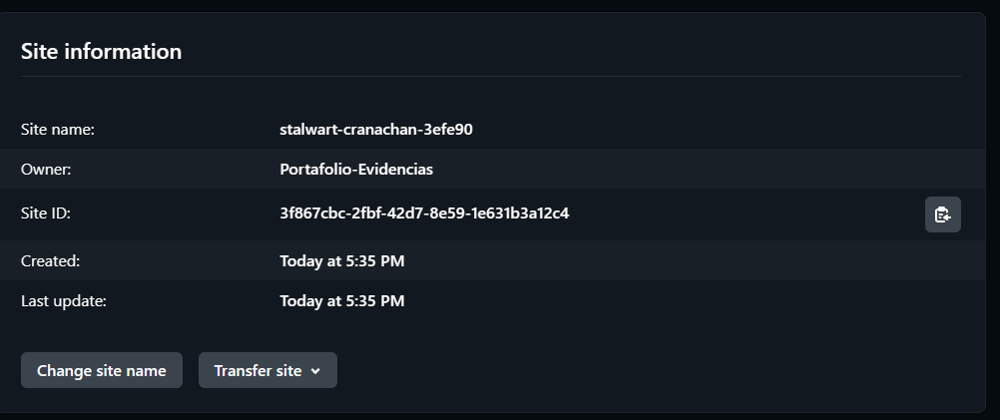 Site information
Site name: stalwart-cranachan-3efe90
Owner: Portafolio-Evidencias
Site ID: 3f867cbc-2fbf-42d7-8e59-1e631b3a12c4
Created: Today at 5:35 PM
Last update: Today at 5:35 PM
Change site name Transfer site